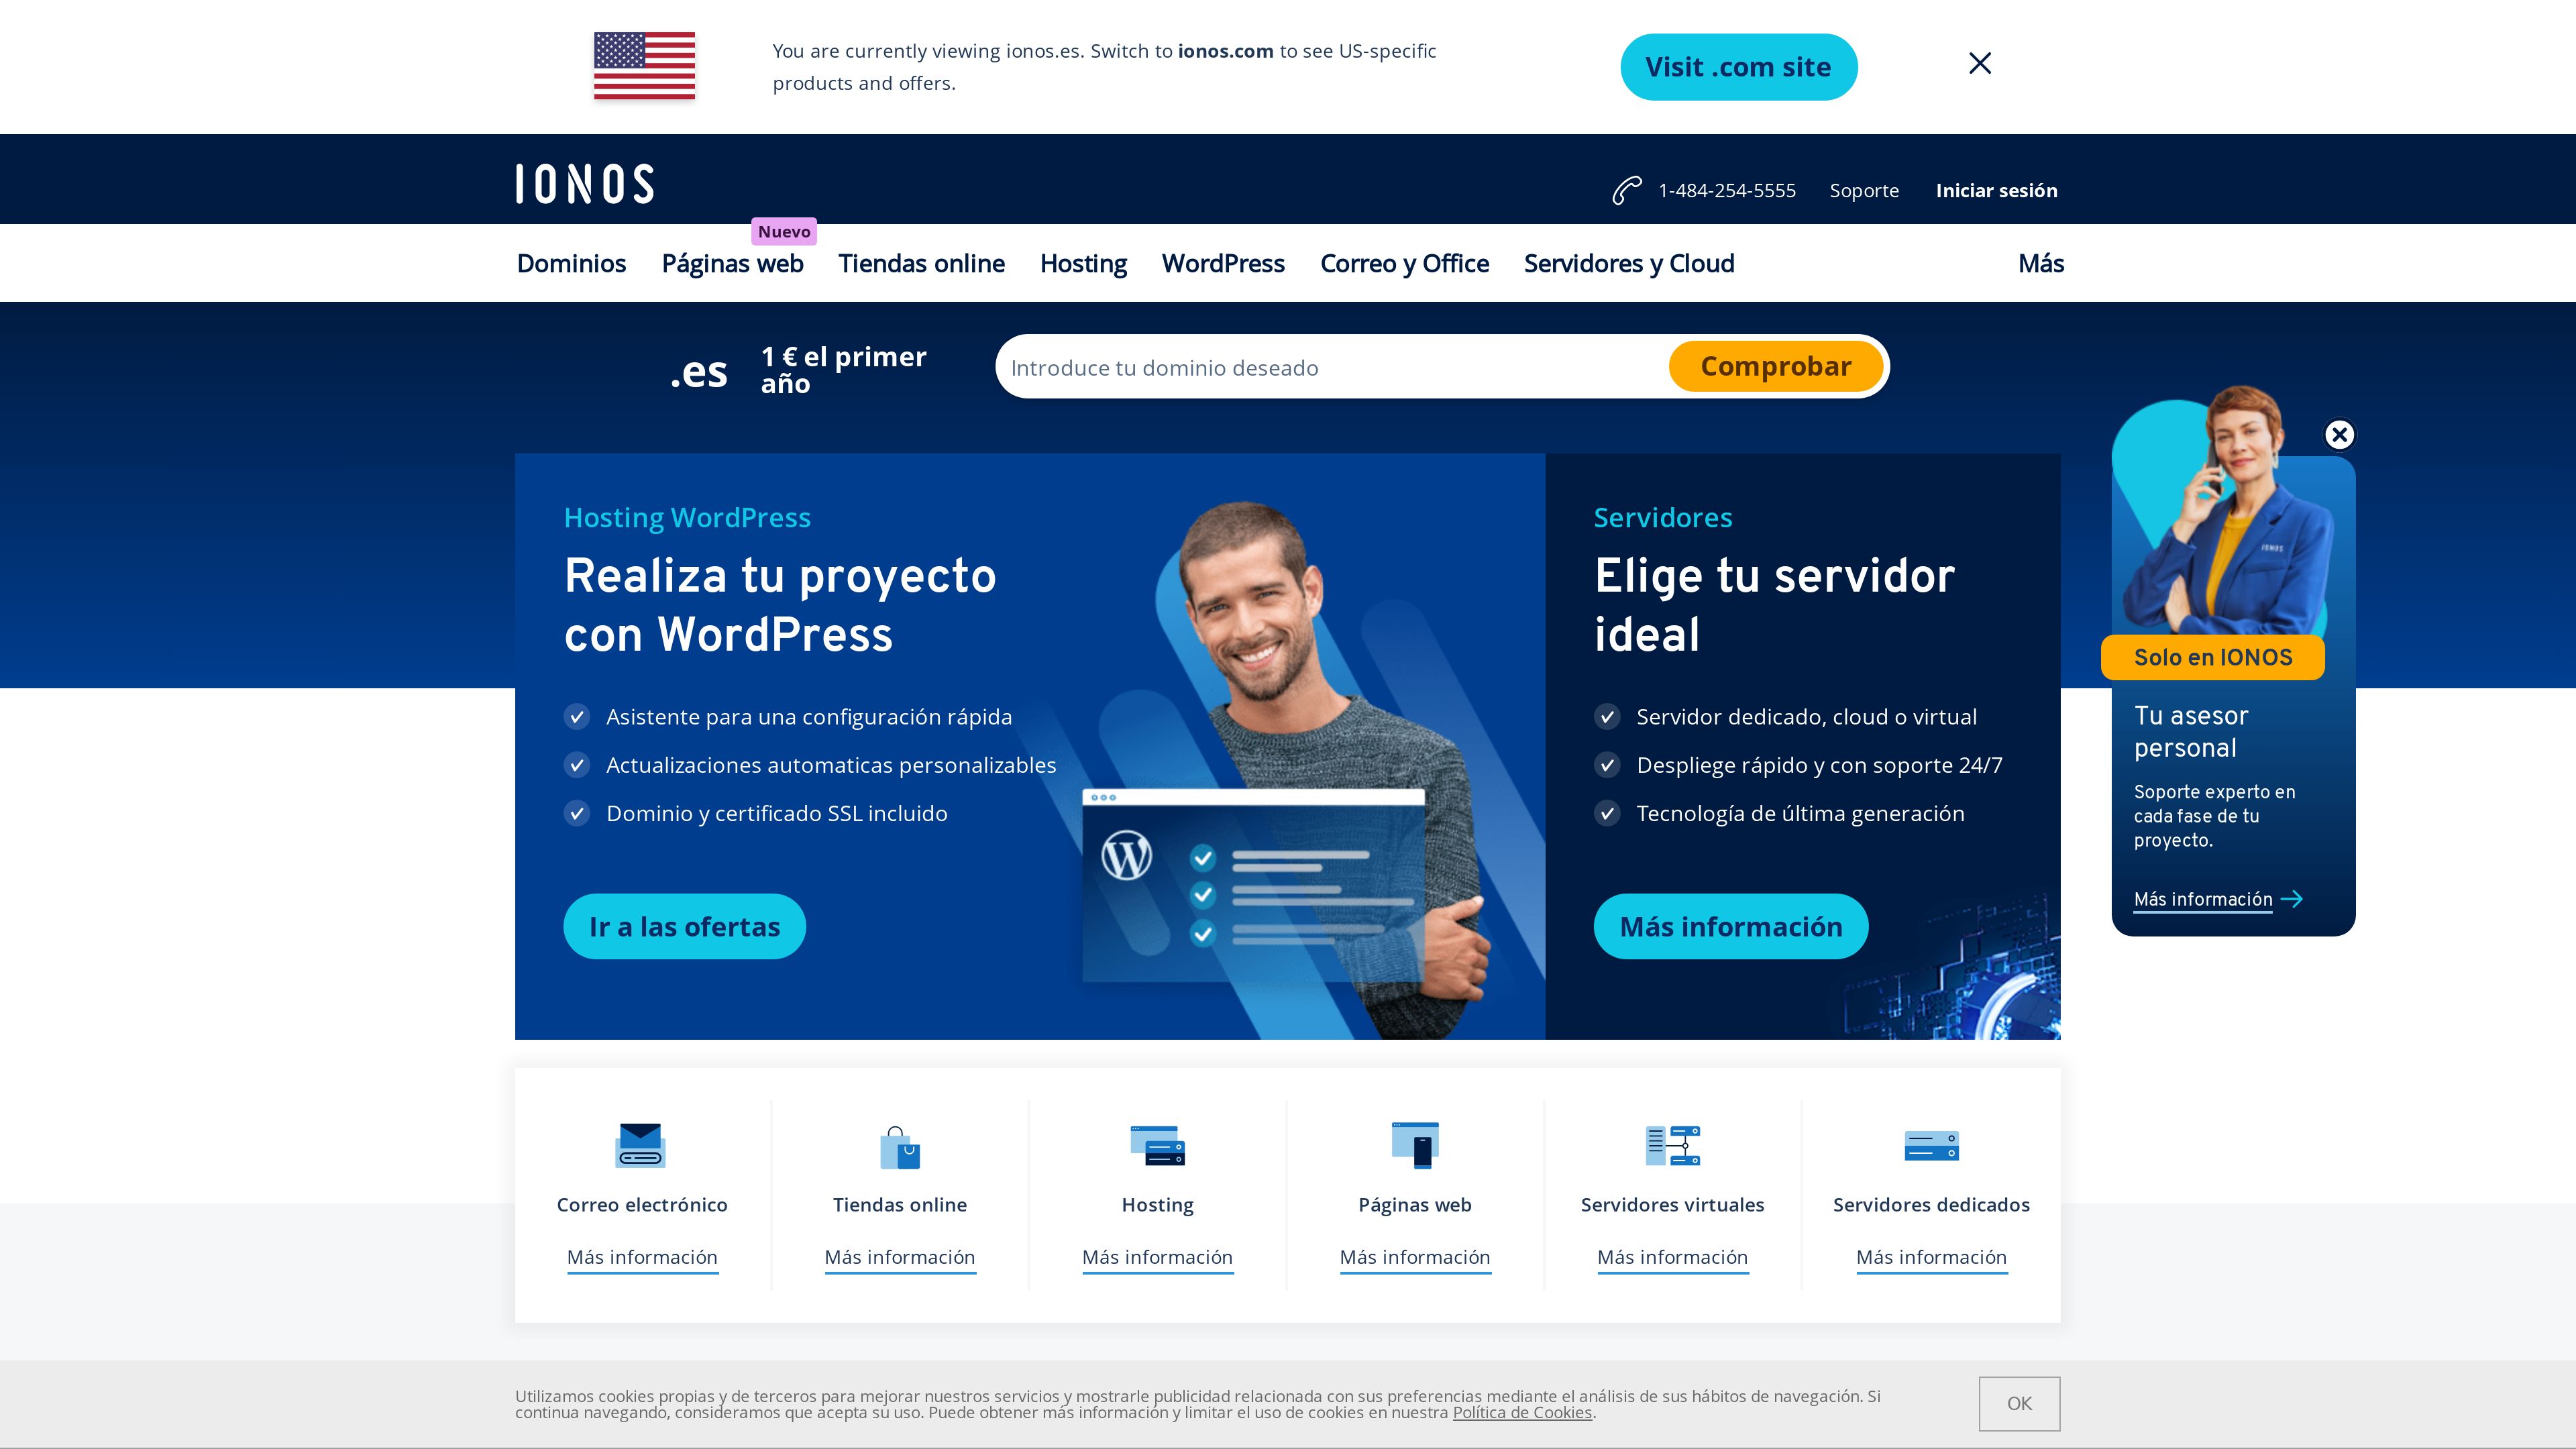 You are currently viewing ionos.es. Switch to ionos.com to see US-specific
products and offers.
Visit .com site
IONOS
1-484-254-5555
Soporte
Iniciar sesión
Nuevo
Dominios
Páginas web
Tiendas online
Hosting
WordPress
Correo y Office
Servidores y Cloud
Más
.es
1 € el primer
año
Introduce tu dominio deseado
Comprobar
Hosting WordPress
Realiza tu proyecto
con WordPress
Asistente para una configuración rápida
Actualizaciones automaticas personalizables
Dominio y certificado SSL incluido
Ir a las ofertas
Servidores
Elige tu servidor
ideal
Servidor dedicado, cloud o virtual
Despliege rápido y con soporte 24/7
Tecnología de última generación
Más información
IONOS
Solo en IONOS
Tu asesor
personal
Soporte experto en
cada fase de tu
proyecto.
Más información
Correo electrónico
Más información
Tiendas online
Más información
Hosting
Más información
Páginas web
Más información
Servidores virtuales
Más información
Servidores dedicados
Más información
Utilizamos cookies propias y de terceros para mejorar nuestros servicios y mostrarle publicidad relacionada con sus preferencias mediante el análisis de sus hábitos de navegación. Si
continua navegando, consideramos que acepta su uso. Puede obtener más información y limitar el uso de cookies en nuestra Política de Cookies.
OK